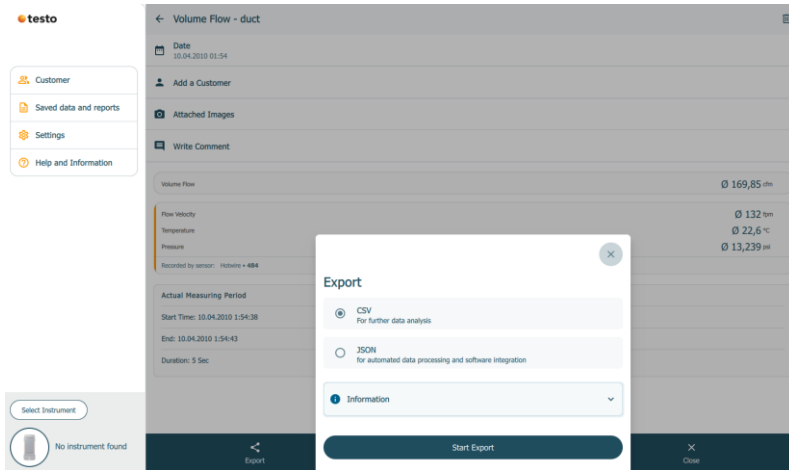 testo
Customer
Saved data and reports
Settings
Help and Information
Select Instrument
No instrument found
Volume Flow - duct
Date
10.04.2010 01:54
Add a Customer
Attached Images
Write Comment
Volume Flow Ø 169,85 cfm
Flow Velocity Ø 132 fpm
Temperature Ø 22,6 °C
Pressure Ø 13,239 psi
Recorded by sensor: Hotwire • 484
Actual Measuring Period
Start Time: 10.04.2010 1:54:38
End: 10.04.2010 1:54:43
Duration: 5 Sec
Export
CSV
For further data analysis
JSON
for automated data processing and software integration
Information
Start Export
Export
Close